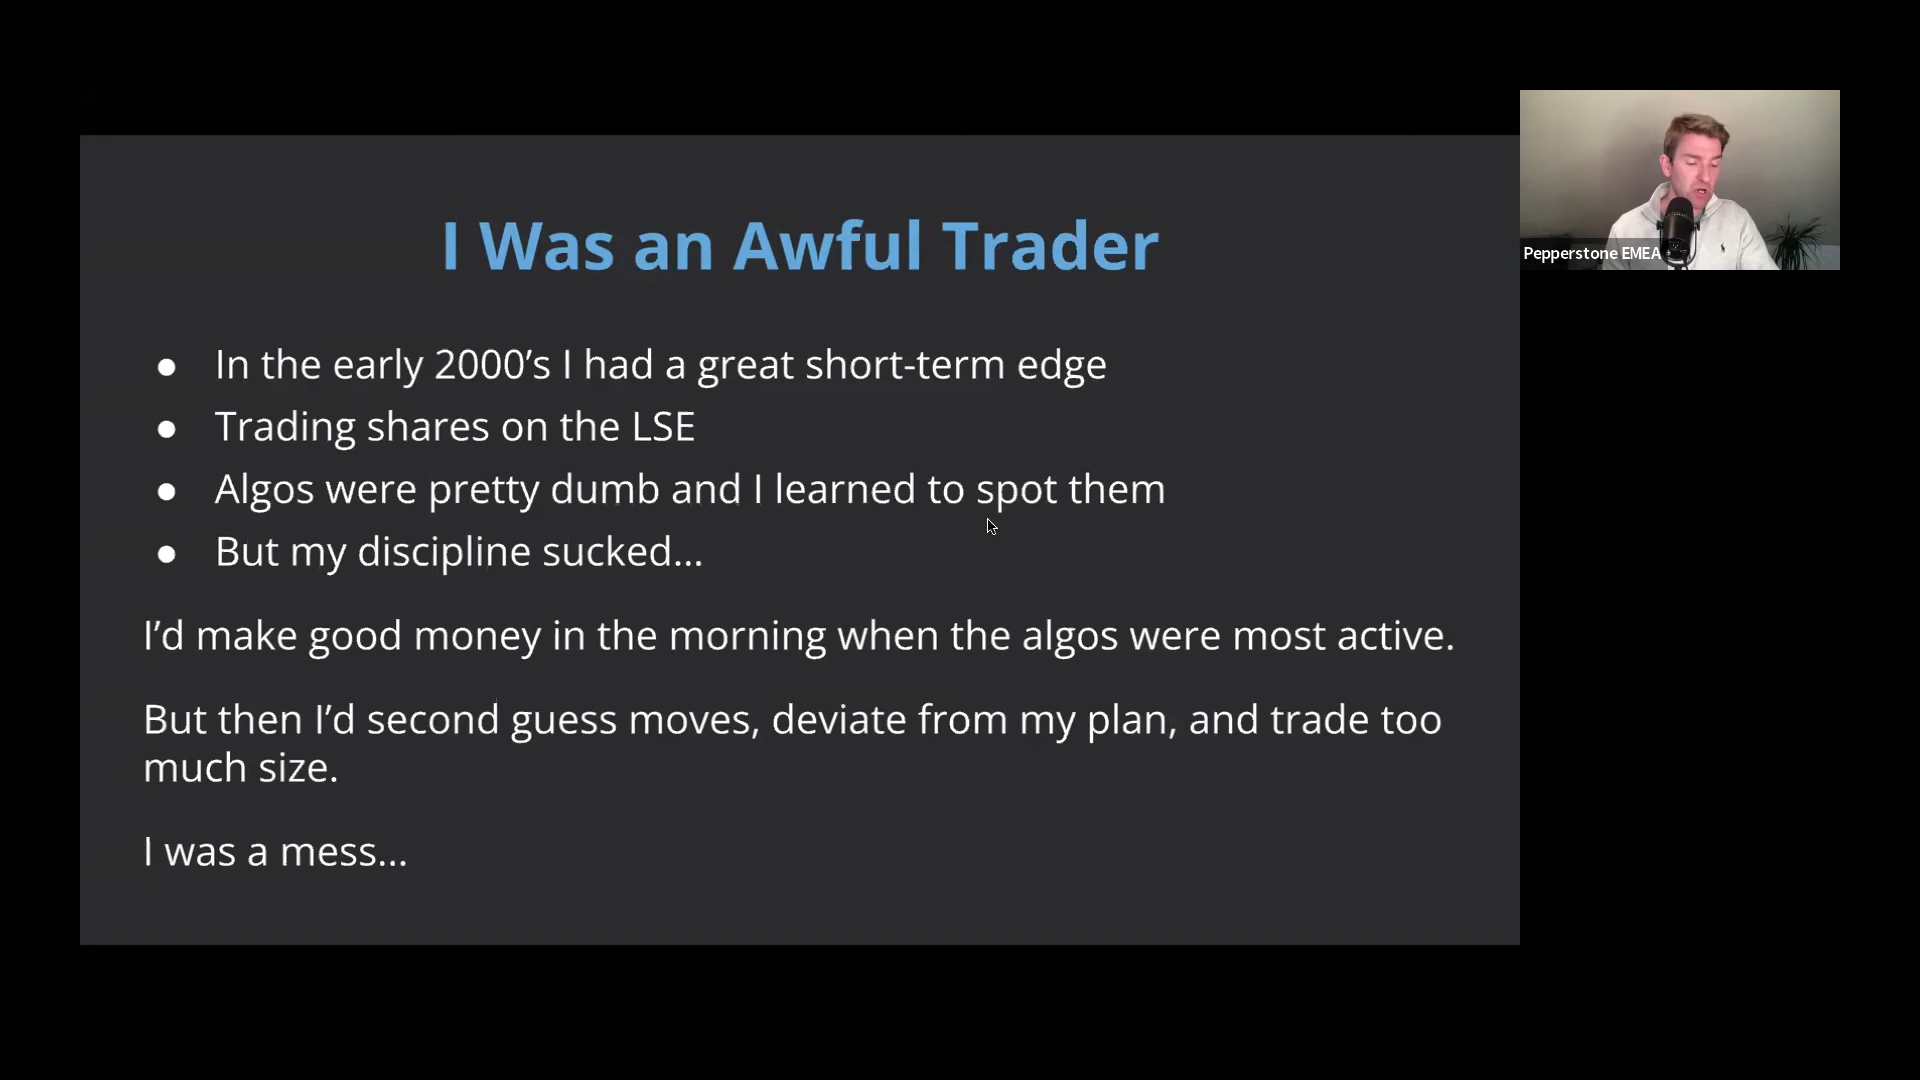 I Was an Awful Trader
● In the early 2000’s I had a great short-term edge
● Trading shares on the LSE
● Algos were pretty dumb and I learned to spot them
● But my discipline sucked...
I’d make good money in the morning when the algos were most active.
But then I’d second guess moves, deviate from my plan, and trade too
much size.
I was a mess...
Pepperstone EMEA